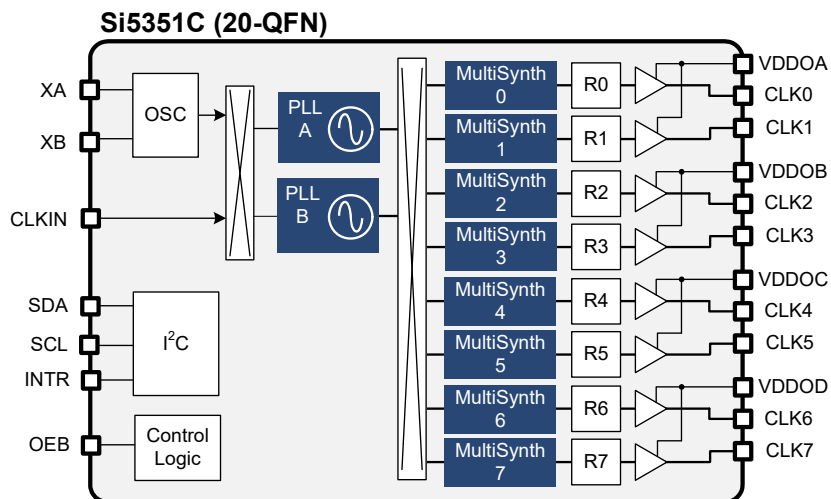 Si5351C (20-QFN)
XA
XB
CLKIN
SDA
SCL
INTR
OEB
OSC
I²C
Control
Logic
PLL
A
PLL
B
MultiSynth
0
MultiSynth
1
MultiSynth
2
MultiSynth
3
MultiSynth
4
MultiSynth
5
MultiSynth
6
MultiSynth
7
R0
R1
R2
R3
R4
R5
R6
R7
VDDOA
CLK0
CLK1
VDDOB
CLK2
CLK3
VDDOC
CLK4
CLK5
VDDOD
CLK6
CLK7